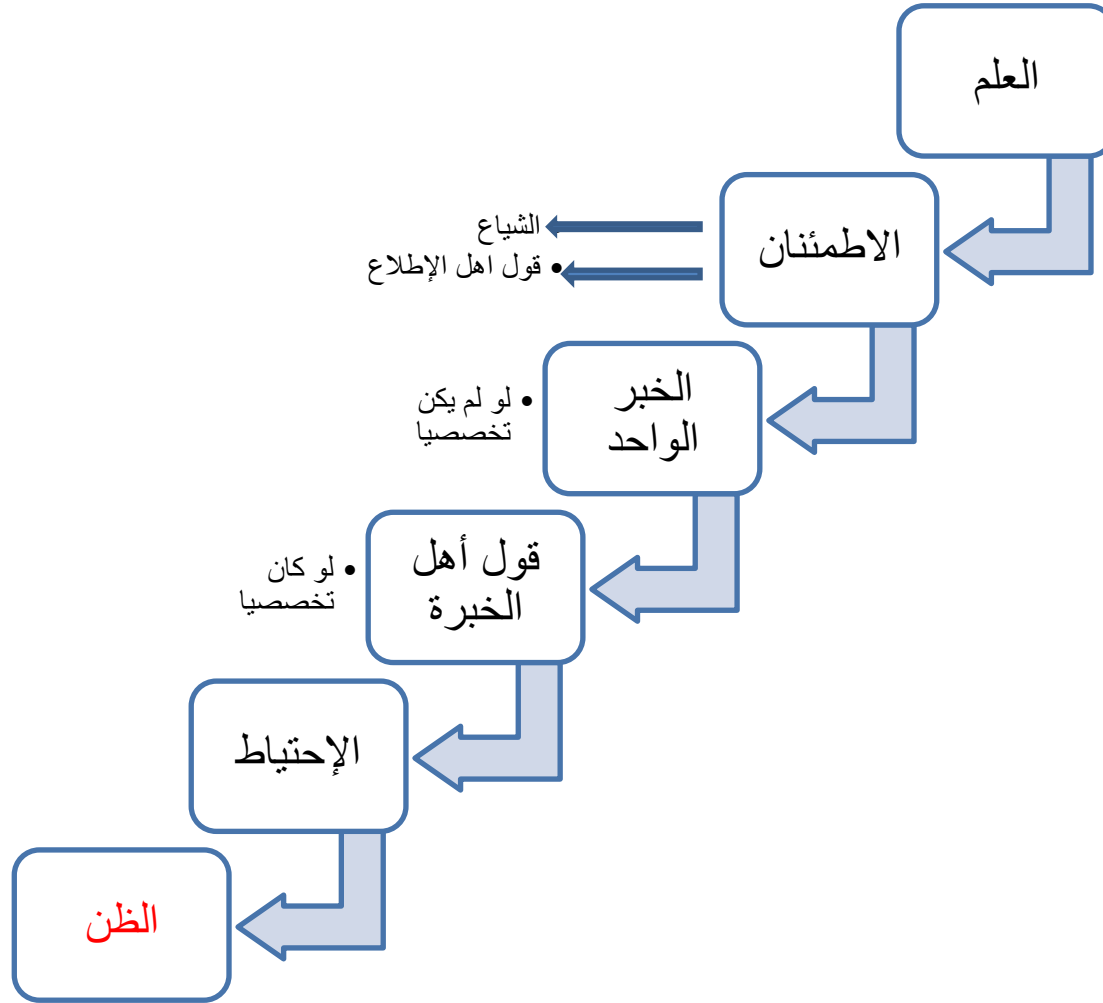 العلم
الاطمئنان
الشياع
• قول اهل الإطلاع
الخبر
الواحد
• لو لم يكن
تخصصيا
قول أهل
الخبرة
• لو كان
تخصصيا
الإحتياط
الظن